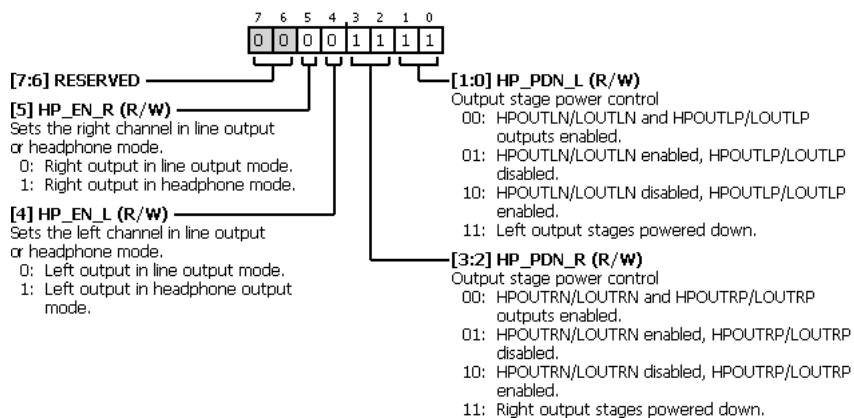 7 6 5 4 3 2 1 0
0 0 0 0 1 1 1 1
[7:6] RESERVED
[5] HP_EN_R (R/W)
Sets the right channel in line output
or headphone mode.
0: Right output in line output mode.
1: Right output in headphone mode.
[4] HP_EN_L (R/W)
Sets the left channel in line output
or headphone mode.
0: Left output in line output mode.
1: Left output in headphone output
mode.
[1:0] HP_PDN_L (R/W)
Output stage power control
00: HPOUTLN/LOUTLN and HPOUTLP/LOUTLP
outputs enabled.
01: HPOUTLN/LOUTLN enabled, HPOUTLP/LOUTLP
disabled.
10: HPOUTLN/LOUTLN disabled, HPOUTLP/LOUTLP
enabled.
11: Left output stages powered down.
[3:2] HP_PDN_R (R/W)
Output stage power control
00: HPOUTRN/LOUTRN and HPOUTRP/LOUTRP
outputs enabled.
01: HPOUTRN/LOUTRN enabled, HPOUTRP/LOUTRP
disabled.
10: HPOUTRN/LOUTRN disabled, HPOUTRP/LOUTRP
enabled.
11: Right output stages powered down.